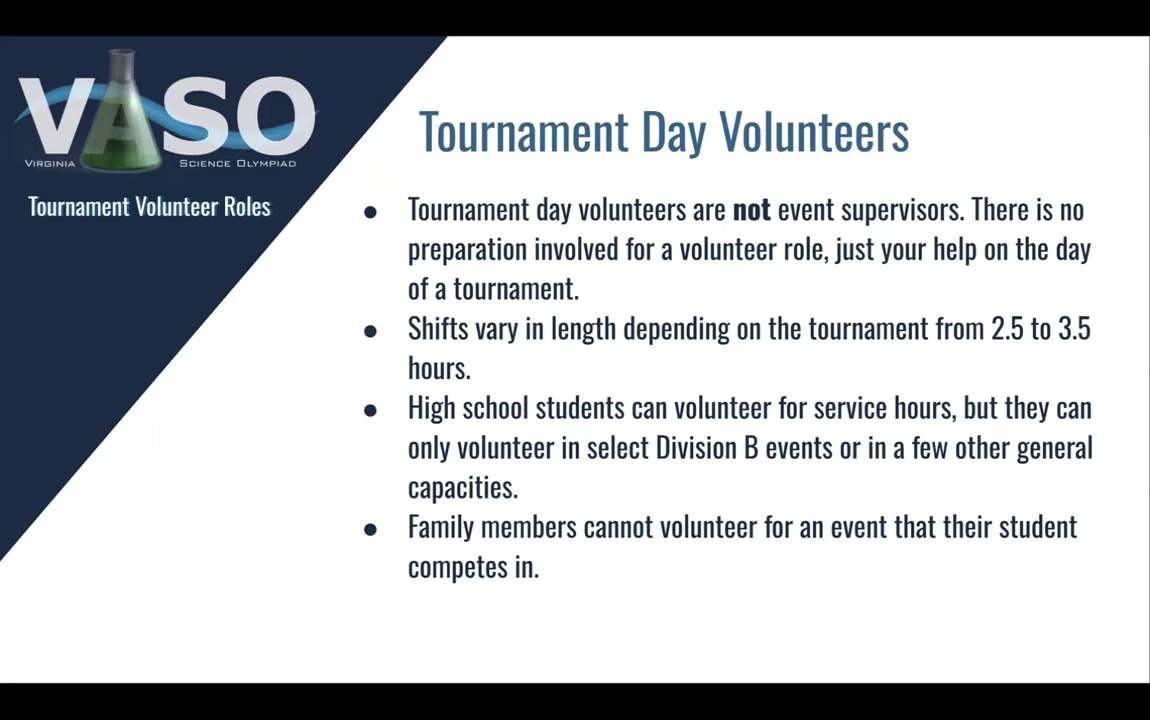 VASO
VIRGINIA SCIENCE OLYMPIAD
Tournament Volunteer Roles
Tournament Day Volunteers
● Tournament day volunteers are not event supervisors. There is no
preparation involved for a volunteer role, just your help on the day
of a tournament.
● Shifts vary in length depending on the tournament from 2.5 to 3.5
hours.
● High school students can volunteer for service hours, but they can
only volunteer in select Division B events or in a few other general
capacities.
● Family members cannot volunteer for an event that their student
competes in.